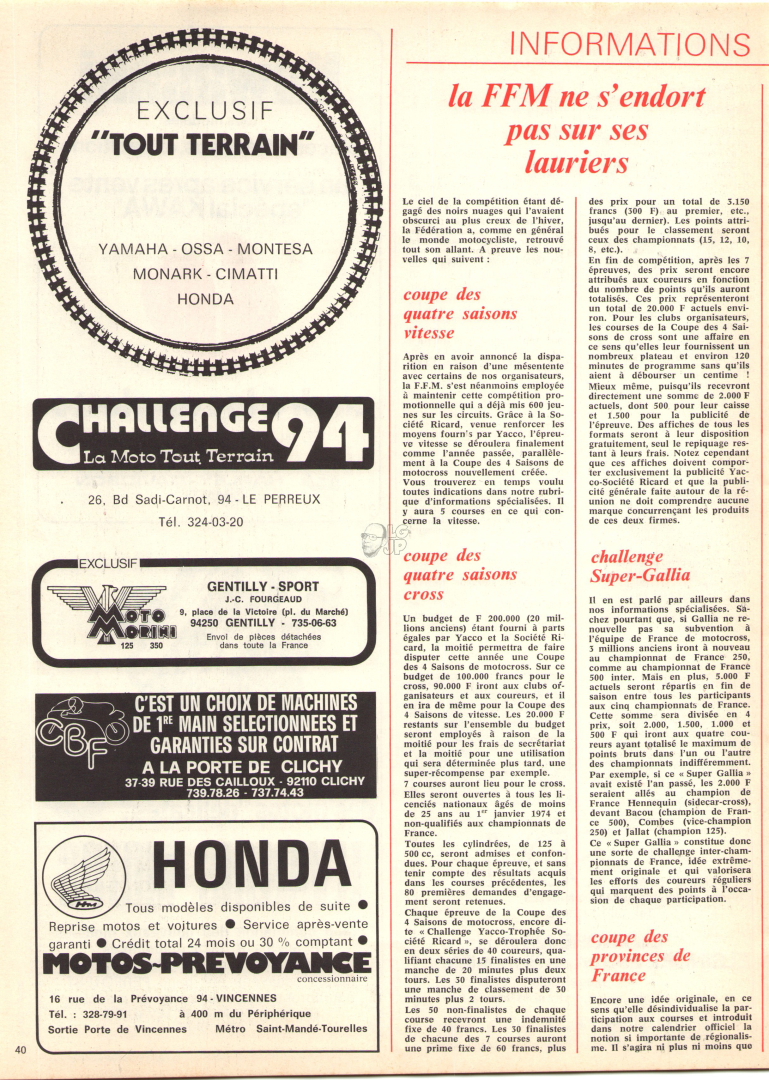 EXCLUSIF
"TOUT TERRAIN"
YAMAHA - OSSA - MONTESA
MONARK - CIMATTI
HONDA
CHALLENGE 94
La Moto Tout Terrain
26, Bd Sadi-Carnot, 94 - LE PERREUX
Tél. 324-03-20
EXCLUSIF
MOTO
MORINI
125 350
GENTILLY - SPORT
J.-C. FOURGEAUD
9, place de la Victoire (pl. du Marché)
94250 GENTILLY - 735-06-63
Envoi de pièces détachées
dans toute la France
CBF
C'EST UN CHOIX DE MACHINES
DE 1RE MAIN SELECTIONNEES ET
GARANTIES SUR CONTRAT
A LA PORTE DE CLICHY
37-39 RUE DES CAILLOUX - 92110 CLICHY
739.78.26 - 737.74.43
HM
HONDA
Tous modèles disponibles de suite ●
Reprise motos et voitures ● Service après-vente
garanti ● Crédit total 24 mois ou 30 % comptant ●
MOTOS-PREVOYANCE
concessionnaire
16 rue de la Prévoyance 94-VINCENNES
Tél. : 328-79-91 à 400 m du Périphérique
Sortie Porte de Vincennes Métro Saint-Mandé-Tourelles
40
INFORMATIONS
la FFM ne s'endort
pas sur ses
lauriers
Le ciel de la compétition étant dé-
gagé des noirs nuages qui l'avaient
obscurci au plus creux de l'hiver,
la Fédération a, comme en général
le monde motocycliste, retrouvé
tout son allant. A preuve les nou-
velles qui suivent :
coupe des
quatre saisons
vitesse
Après en avoir annoncé la dispa-
rition en raison d'une mésentente
avec certains de nos organisateurs,
la F.F.M. s'est néanmoins employée
à maintenir cette compétition pro-
motionnelle qui a déjà mis 600 jeu-
nes sur les circuits. Grâce à la So-
ciété Ricard, venue renforcer les
moyens fourn's par Yacco, l'épreu-
ve vitesse se déroulera finalement
comme l'année passée, parallèle-
ment à la Coupe des 4 Saisons de
motocross nouvellement créée.
Vous trouverez en temps voulu
toutes indications dans notre rubri-
que d'informations spécialisées. Il
y aura 5 courses en ce qui con-
cerne la vitesse.
LG
JP
coupe des
quatre saisons
cross
Un budget de F 200.000 (20 mil-
lions anciens) étant fourni à parts
égales par Yacco et la Société Ri-
card, la moitié permettra de faire
disputer cette année une Coupe
des 4 Saisons de motocross. Sur ce
budget de 100.000 francs pour le
cross, 90.000 F iront aux clubs or-
ganisateurs et aux coureurs, et il
en ira de même pour la Coupe des
4 Saisons de vitesse. Les 20.000 F
restants sur l'ensemble du budget
seront employés à raison de la
moitié pour les frais de secrétariat
et la moitié pour une utilisation
qui sera déterminée plus tard, une
super-récompense par exemple.
7 courses auront lieu pour le cross.
Elles seront ouvertes à tous les li-
cenciés nationaux âgés de moins
de 25 ans au 1er janvier 1974 et
non-qualifiés aux championnats de
France.
Toutes les cylindrées, de 125 à
500 cc, seront admises et confon-
dues. Pour chaque épreuve, et sans
tenir compte des résultats acquis
dans les courses précédentes, les
80 premières demandes d'engage-
ment seront retenues.
Chaque épreuve de la Coupe des
4 Saisons de motocross, encore di-
te « Challenge Yacco-Trophée So-
ciété Ricard », se déroulera donc
en deux séries de 40 coureurs, qua-
lifiant chacune 15 finalistes en une
manche de 20 minutes plus deux
tours. Les 30 finalistes disputeront
une manche de classement de 30
minutes plus 2 tours.
Les 50 non-finalistes de chaque
course recevront une indemnité
fixe de 40 francs. Les 30 finalistes
de chacune des 7 courses auront
une prime fixe de 60 francs, plus
des prix pour un total de 3.150
francs (300 F) au premier, etc.,
jusqu'au dernier). Les points attri-
bués pour le classement seront
ceux des championnats (15, 12, 10,
8, etc.).
En fin de compétition, après les 7
épreuves, des prix seront encore
attribués aux coureurs en fonction
du nombre de points qu'ils auront
totalisés. Ces prix représenteront
un total de 20.000 F actuels envi-
ron. Pour les clubs organisateurs,
les courses de la Coupe des 4 Sai-
sons de cross sont une affaire en
ce sens qu'elles leur fournissent un
nombreux plateau et environ 120
minutes de programme sans qu'ils
aient à débourser un centime !
Mieux même, puisqu'ils recevront
directement une somme de 2.000 F
actuels, dont 500 pour leur caisse
et 1.500 pour la publicité de
l'épreuve. Des affiches de tous les
formats seront à leur disposition
gratuitement, seul le repiquage res-
tant à leurs frais. Notez cependant
que ces affiches doivent compor-
ter exclusivement la publicité Yac-
co-Société Ricard et que la publi-
cité générale faite autour de la ré-
union ne doit comprendre aucune
marque concurrençant les produits
de ces deux firmes.
challenge
Super-Gallia
Il en est parlé par ailleurs dans
nos informations spécialisées. Sa-
chez pourtant que, si Gallia ne re-
nouvelle pas sa subvention à
l'équipe de France de motocross,
3 millions anciens iront à nouveau
au championnat de France 250,
comme au championnat de France
500 inter. Mais en plus, 5.000 F
actuels seront répartis en fin de
saison entre tous les participants
aux cinq championnats de France.
Cette somme sera divisée en 4
prix, soit 2.000, 1.500, 1.000 et
500 F qui iront aux quatre cou-
reurs ayant totalisé le maximum de
points bruts dans l'un ou l'autre
des championnats indifféremment.
Par exemple, si ce « Super Gallia »
avait existé l'an passé, les 2.000 F
seraient allés au champion de
France Hennequin (sidecar-cross),
devant Bacou (champion de Fran-
ce 500), Combes (vice-champion
250) et Jallat (champion 125).
Ce « Super Gallia » constitue donc
une sorte de challenge inter-cham-
pionnats de France, idée extrême-
ment originale et qui valorisera
les efforts des coureurs réguliers
qui marquent des points à l'occa-
sion de chaque participation.
coupe des
provinces de
France
Encore une idée originale, en ce
sens qu'elle désindividualise la par-
ticipation aux courses et introduit
dans notre calendrier officiel la
notion si importante de régionalis-
me. Il s'agira ni plus ni moins que